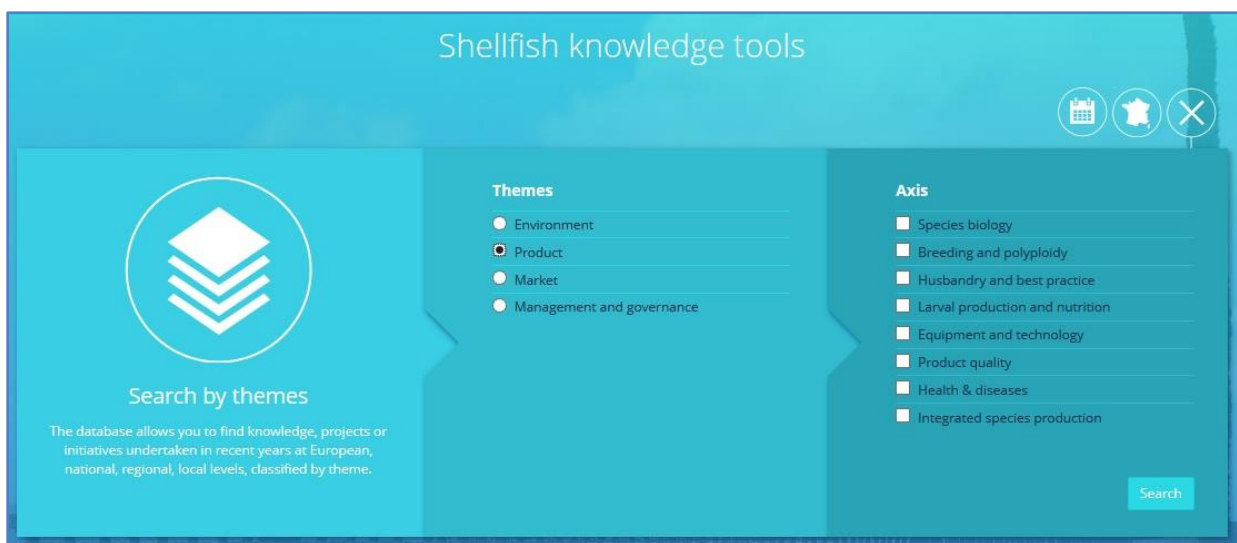 Shellfish knowledge tools
Search by themes
The database allows you to find knowledge, projects or
initiatives undertaken in recent years at European,
national, regional, local levels, classified by theme.
Themes
Environment
Product
Market
Management and governance
Axis
Species biology
Breeding and polyploidy
Husbandry and best practice
Larval production and nutrition
Equipment and technology
Product quality
Health & diseases
Integrated species production
Search